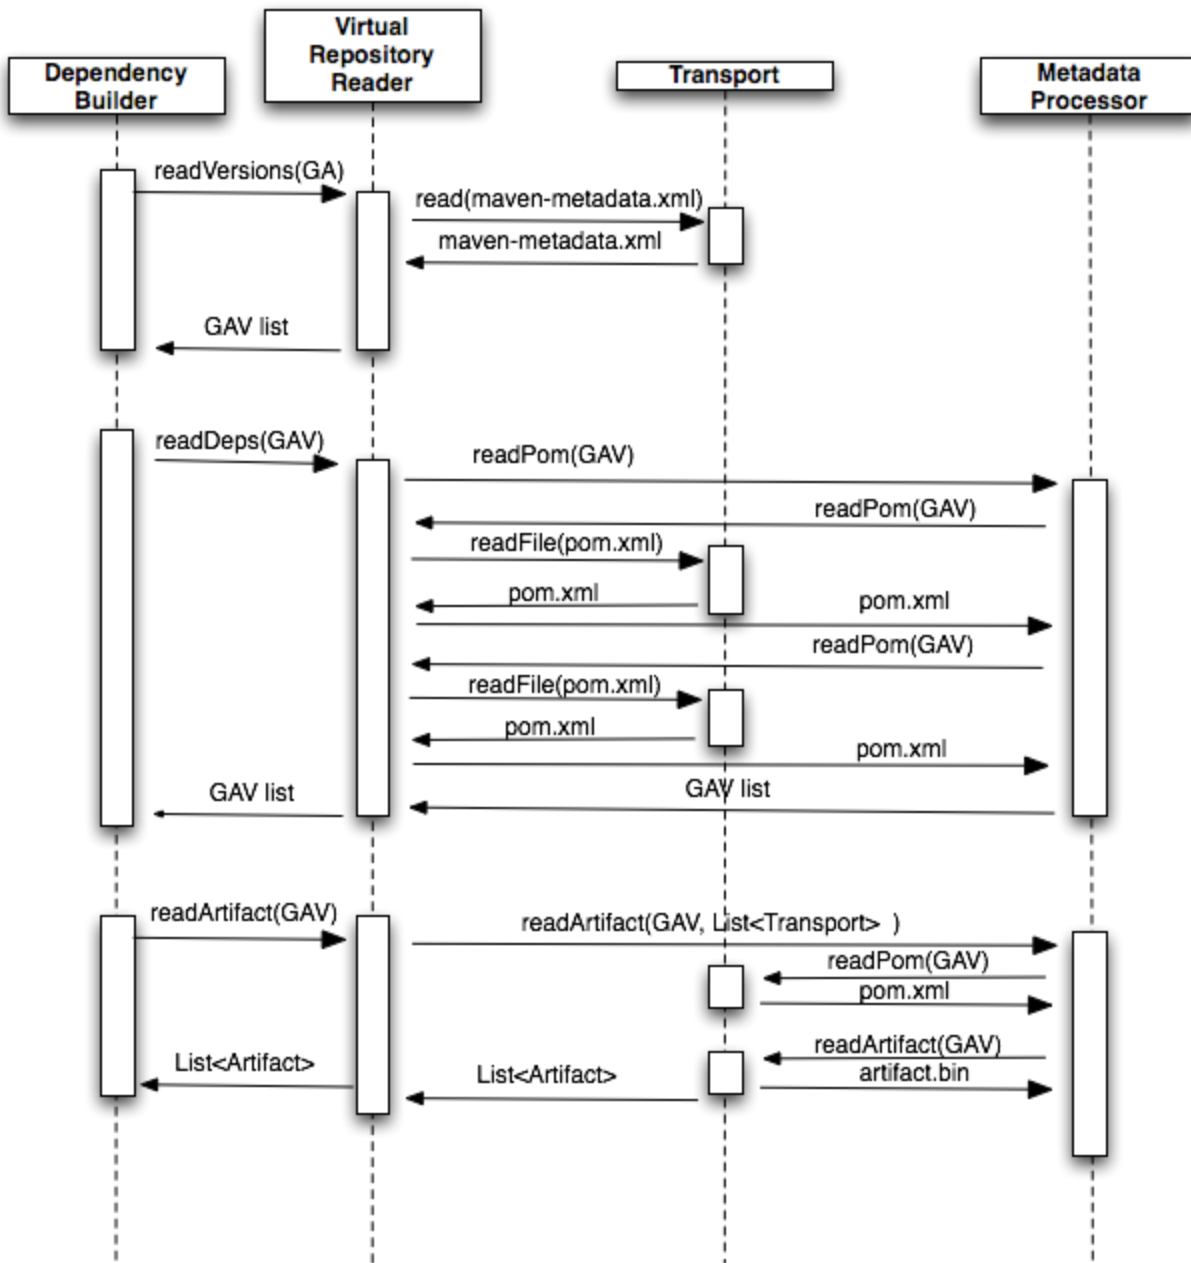 Virtual
Repository
Reader
Dependency
Builder
Transport
Metadata
Processor
readVersions(GA)
read(maven-metadata.xml)
maven-metadata.xml
GAV list
readDeps(GAV)
readPom(GAV)
readPom(GAV)
readFile(pom.xml)
pom.xml
pom.xml
readPom(GAV)
readFile(pom.xml)
pom.xml
pom.xml
GAV list
GAV list
readArtifact(GAV)
readArtifact(GAV, List<Transport> )
readPom(GAV)
pom.xml
readArtifact(GAV)
artifact.bin
List<Artifact>
List<Artifact>